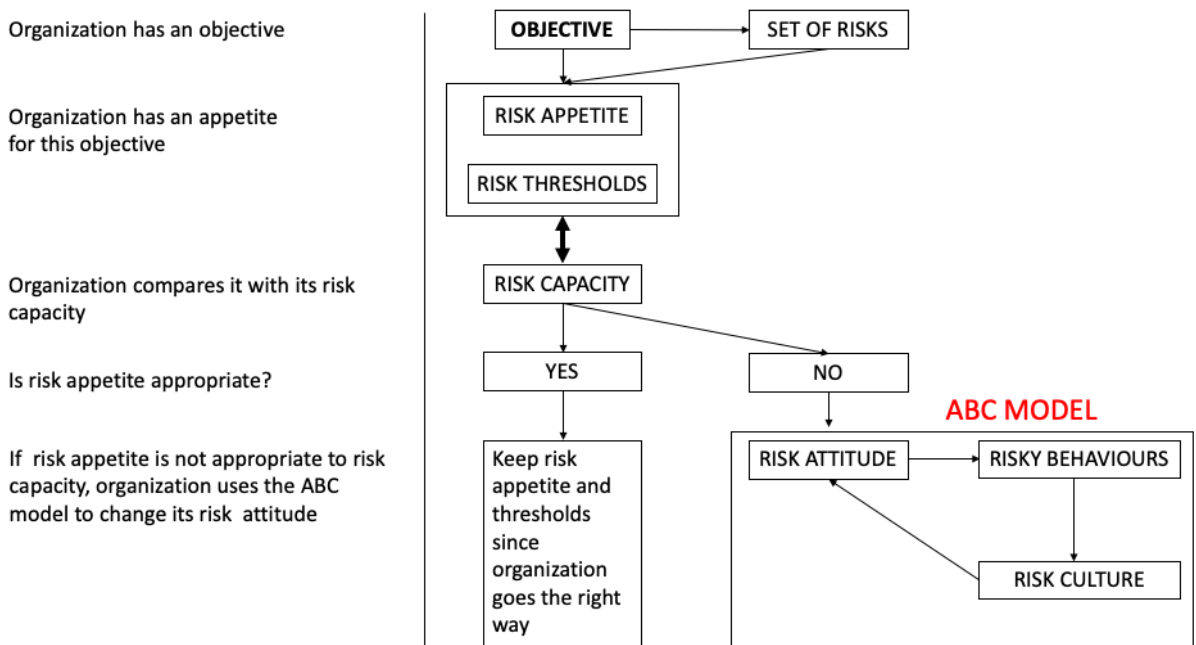 Organization has an objective
OBJECTIVE
SET OF RISKS
Organization has an appetite
for this objective
RISK APPETITE
RISK THRESHOLDS
Organization compares it with its risk
capacity
RISK CAPACITY
Is risk appetite appropriate?
YES
NO
ABC MODEL
If  risk appetite is not appropriate to risk
capacity, organization uses the ABC
model to change its risk  attitude
Keep risk
appetite and
thresholds
since
organization
goes the right
way
RISK ATTITUDE
RISKY BEHAVIOURS
RISK CULTURE